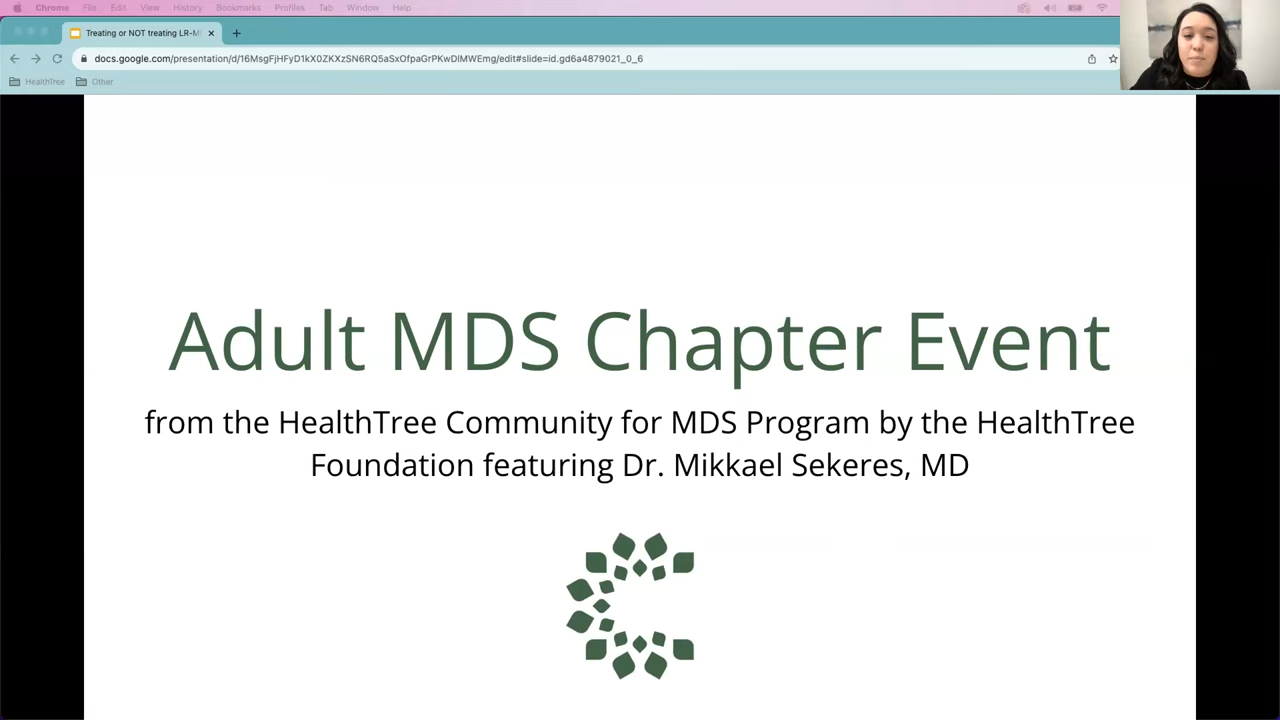 Chrome File Edit View History Bookmarks Profiles Tab Window Help
Treating or NOT treating LR-M
docs.google.com/presentation/d/16MsgFjHFyD1kX0ZKXzSN6RQ5aSxOfpaGrPKwDIMWEmg/edit#slide=id.gd6a4879021_0_6
HealthTree Other
Adult MDS Chapter Event
from the HealthTree Community for MDS Program by the HealthTree
Foundation featuring Dr. Mikkael Sekeres, MD